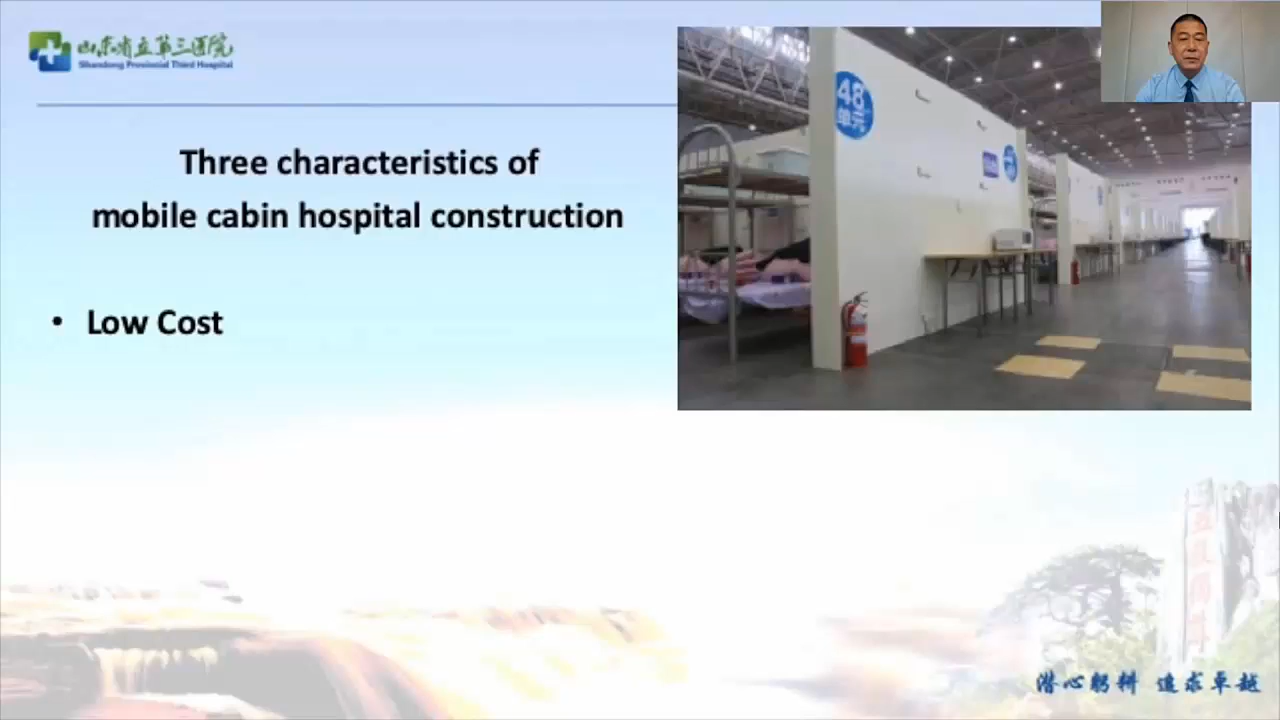 山东省立第三医院
Shandong Provincial Third Hospital
48
单元
Three characteristics of
mobile cabin hospital construction
• Low Cost
潜心躬耕 追求卓越